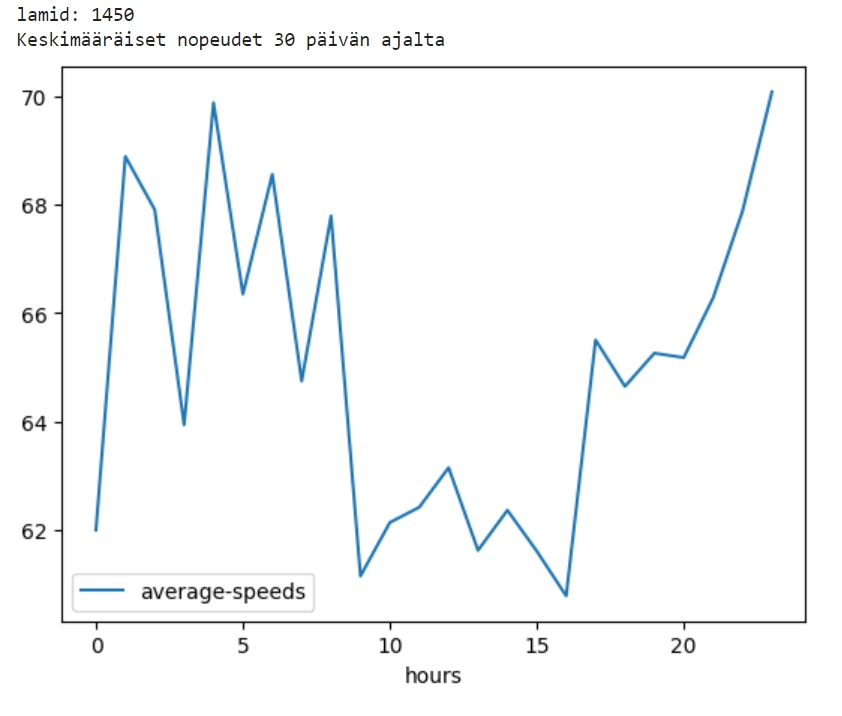 lamid: 1450
Keskimääräiset nopeudet 30 päivän ajalta
70
68
66
64
62
average-speeds
0 5 10 15 20
hours